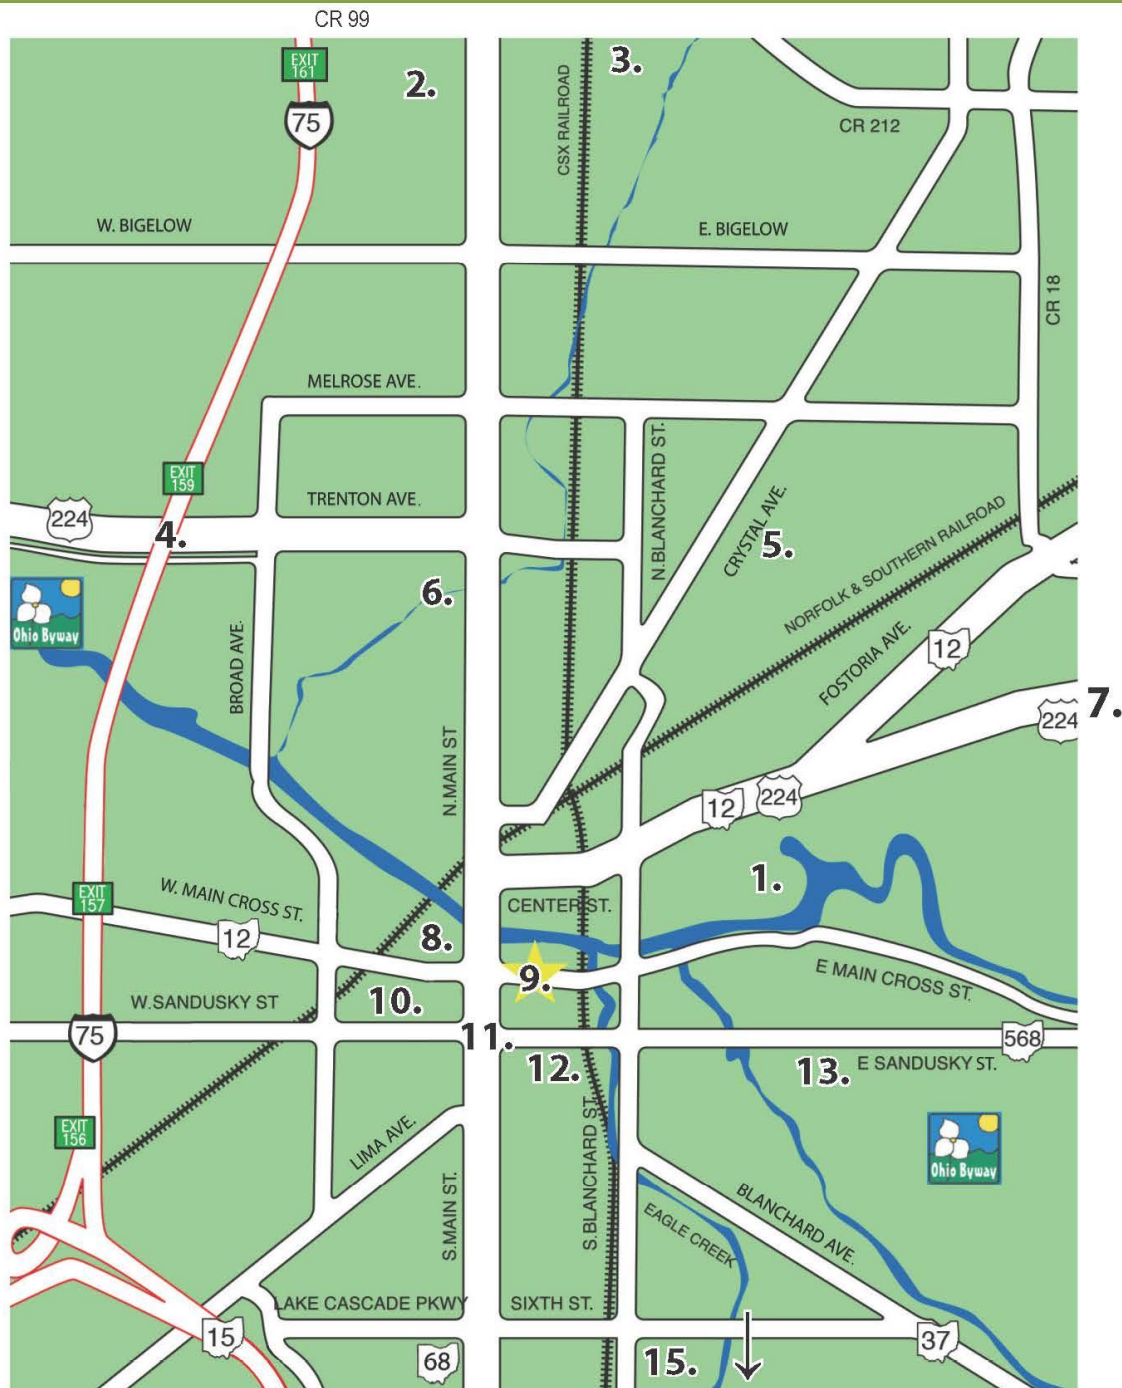 CR 99
EXIT
161
2.
3.
75
CSX RAILROAD
CR 212
W. BIGELOW
E. BIGELOW
CR 18
MELROSE AVE.
EXIT
159
TRENTON AVE.
N.BLANCHARD ST.
CRYSTAL AVE.
224
4.
5.
NORFOLK & SOUTHERN RAILROAD
Ohio Byway
6.
BROAD AVE.
FOSTORIA AVE.
12
7.
224
N.MAIN ST
12
224
EXIT
157
W. MAIN CROSS ST.
12
1.
CENTER ST.
8.
9.
E MAIN CROSS ST.
W.SANDUSKY ST
10.
75
11.
568
12.
13.
E SANDUSKY ST.
EXIT
156
LIMA AVE.
S.BLANCHARD ST.
Ohio Byway
S.MAIN ST.
EAGLE CREEK
BLANCHARD AVE.
LAKE CASCADE PKWY
SIXTH ST.
15
68
15.
37